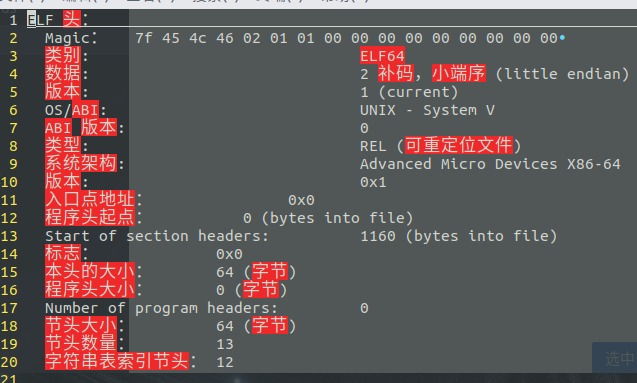 1 ELF 头：
2 Magic： 7f 45 4c 46 02 01 01 00 00 00 00 00 00 00 00 00
3 类别: ELF64
4 数据: 2 补码，小端序 (little endian)
5 版本: 1 (current)
6 OS/ABI: UNIX - System V
7 ABI 版本: 0
8 类型: REL (可重定位文件)
9 系统架构: Advanced Micro Devices X86-64
10 版本: 0x1
11 入口点地址： 0x0
12 程序头起点： 0 (bytes into file)
13 Start of section headers: 1160 (bytes into file)
14 标志： 0x0
15 本头的大小： 64 (字节)
16 程序头大小： 0 (字节)
17 Number of program headers: 0
18 节头大小： 64 (字节)
19 节头数量： 13
20 字符串表索引节头： 12
21
选中